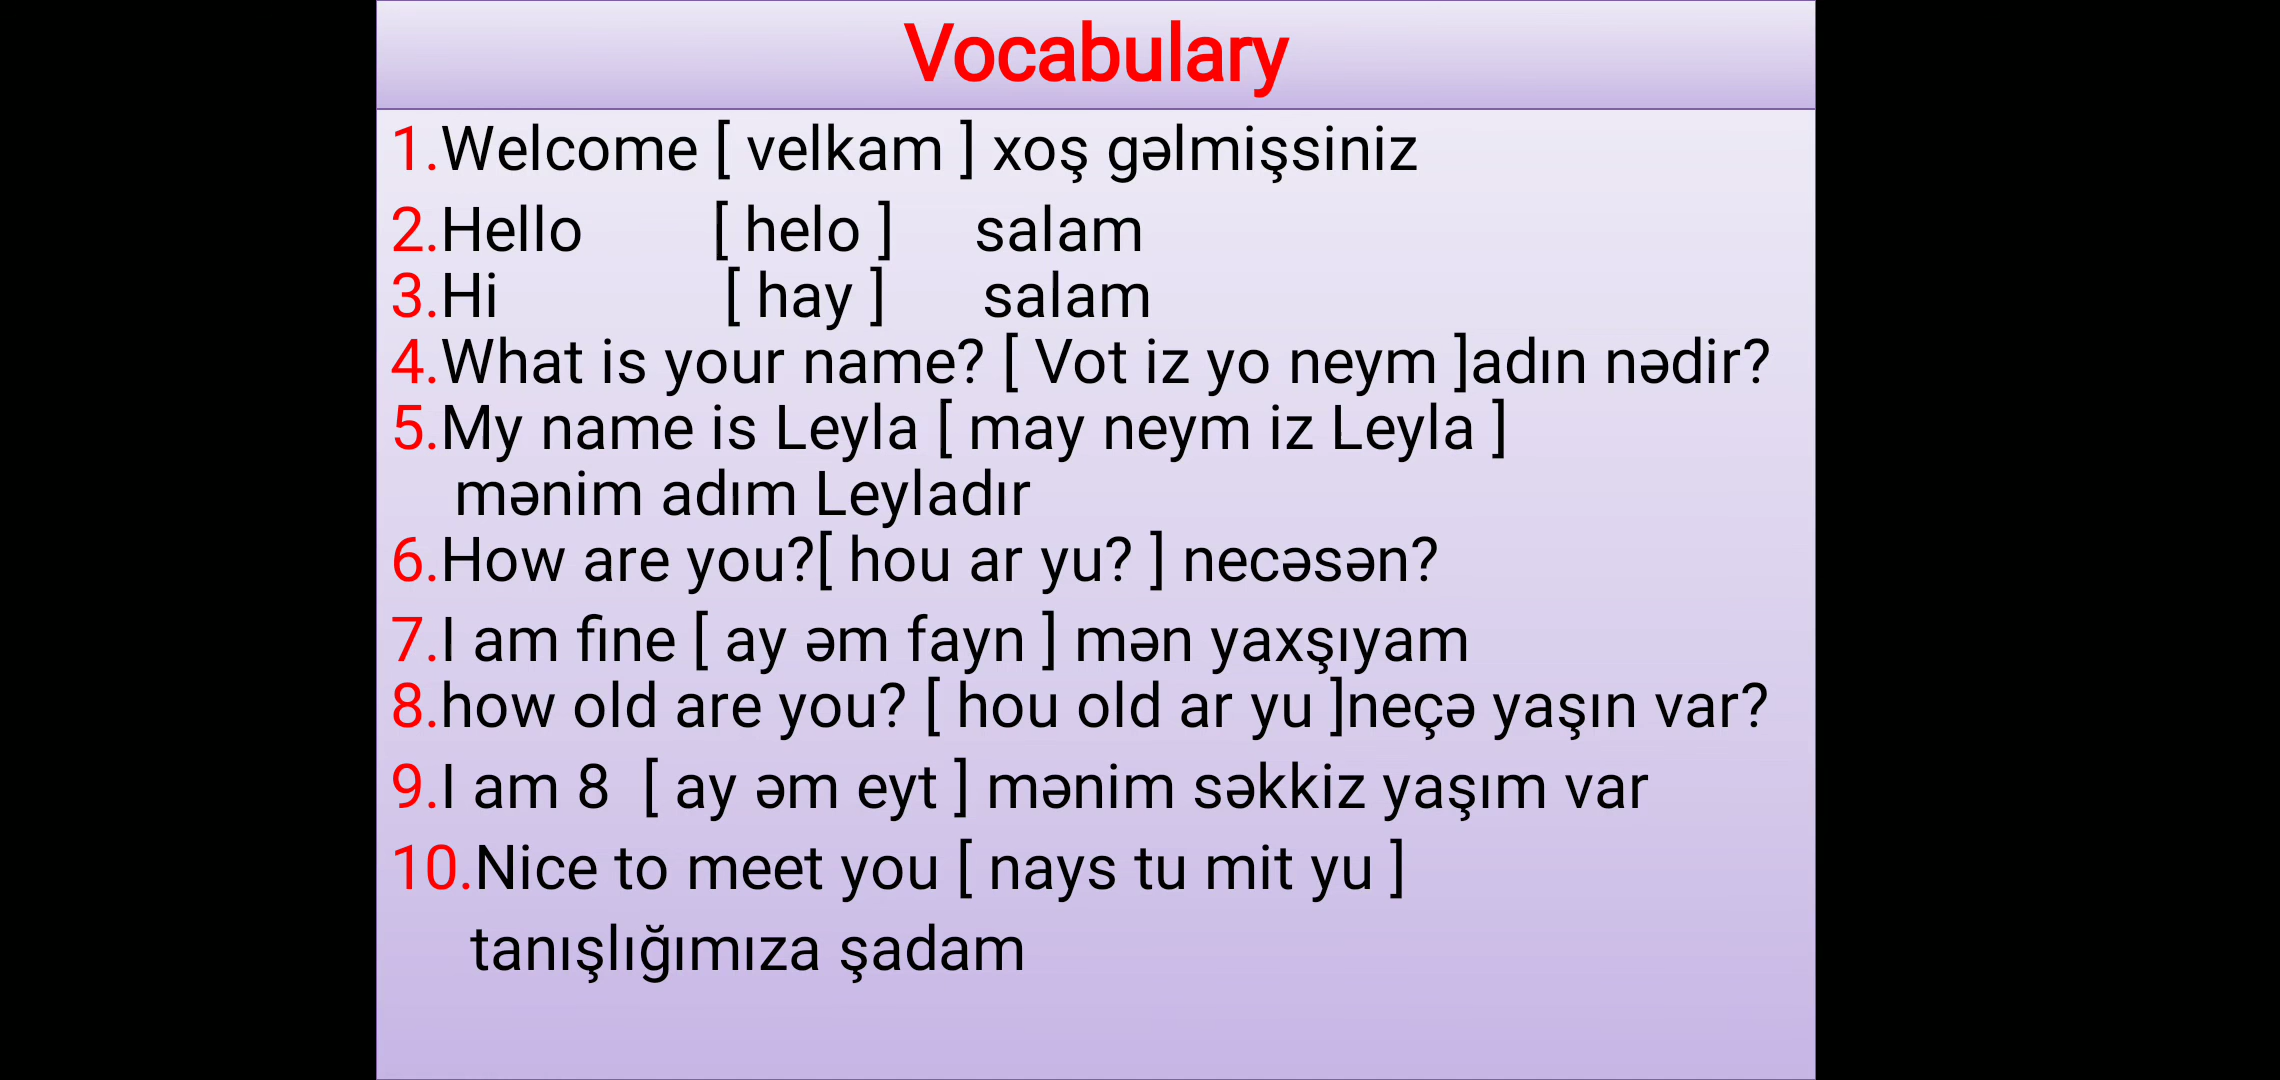 Vocabulary
1.Welcome [ velkam ] xoş gəlmişsiniz
2.Hello [ helo ] salam
3.Hi [ hay ] salam
4.What is your name? [ Vot iz yo neym ]adın nədir?
5.My name is Leyla [ may neym iz Leyla ]
mənim adım Leyladır
6.How are you?[ hou ar yu? ] necəsən?
7.I am fine [ ay əm fayn ] mən yaxşıyam
8.how old are you? [ hou old ar yu ]neçə yaşın var?
9.I am 8 [ ay əm eyt ] mənim səkkiz yaşım var
10.Nice to meet you [ nays tu mit yu ]
tanışlığımıza şadam